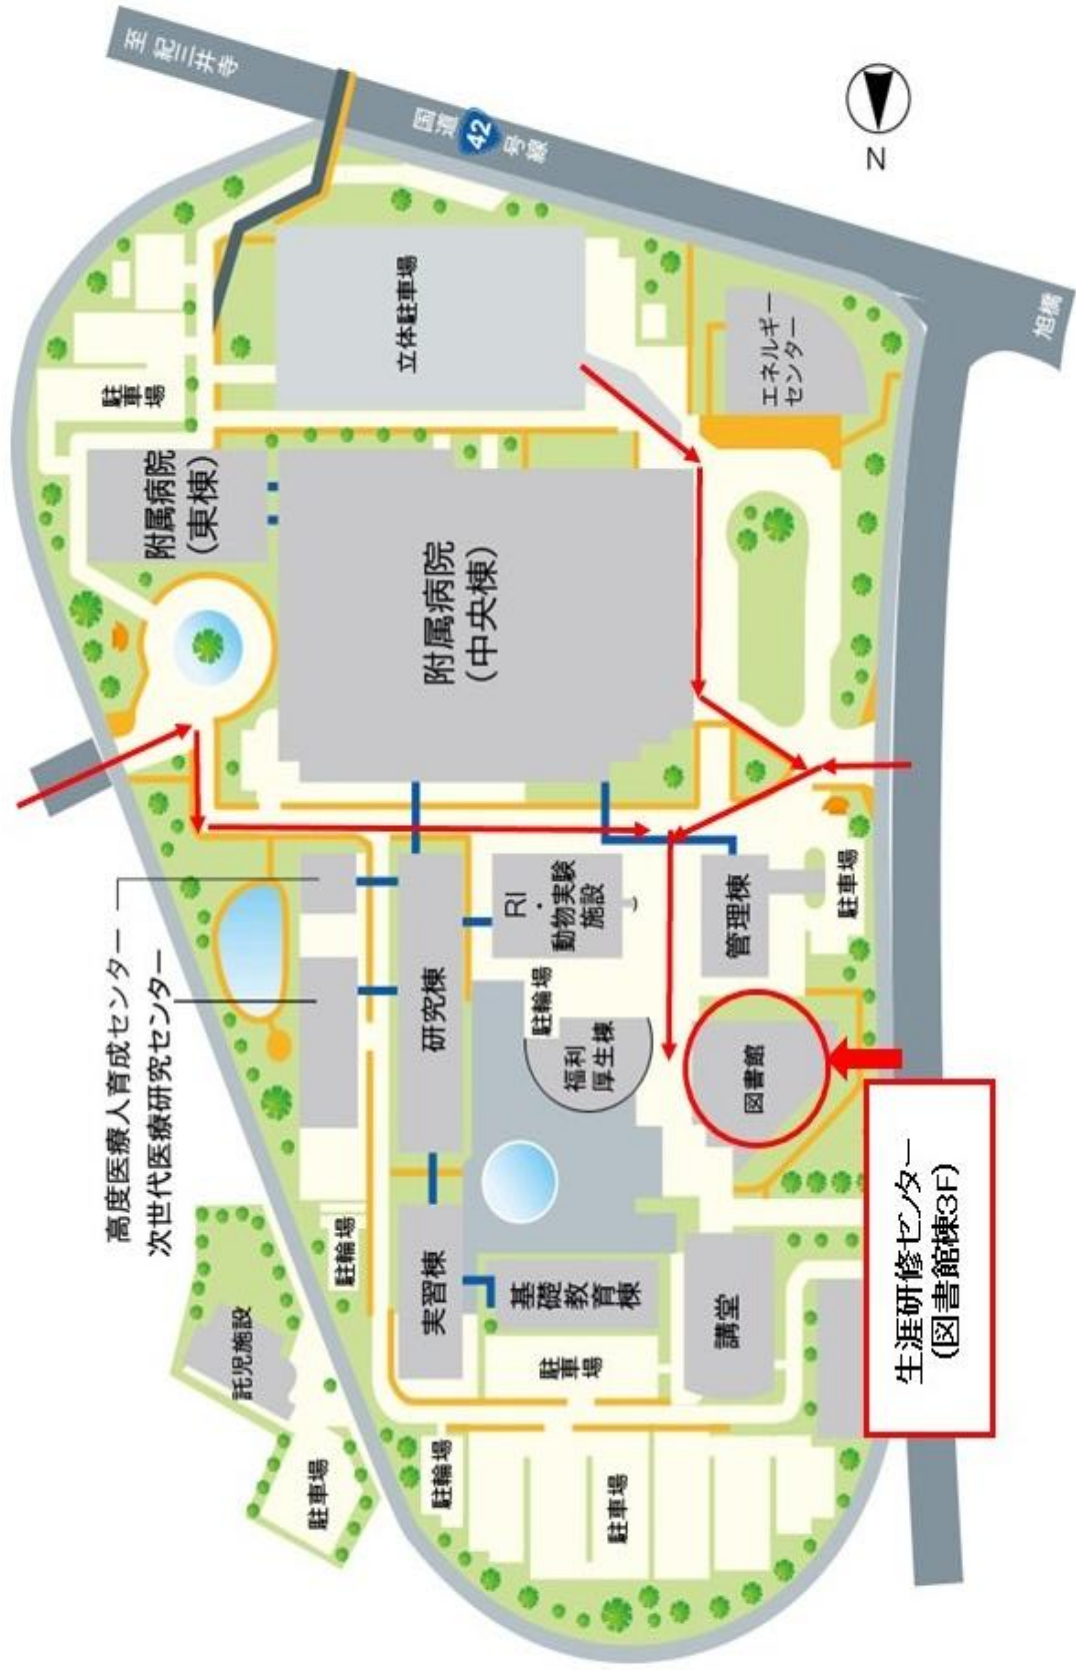 至 紀三井寺
国道
42
号線
旭橋
N
立体駐車場
エネルギー
センター
駐車場
附属病院
(東棟)
附属病院
(中央棟)
高度医療人育成センター
次世代医療研究センター
研究棟
RI
・
動物実験
施設
管理棟
駐車場
駐輪場
福利
厚生棟
図書館
実習棟
基礎
教育棟
講堂
駐輪場
託児施設
駐車場
駐車場
駐輪場
駐車場
生涯研修センター
(図書館棟3F)